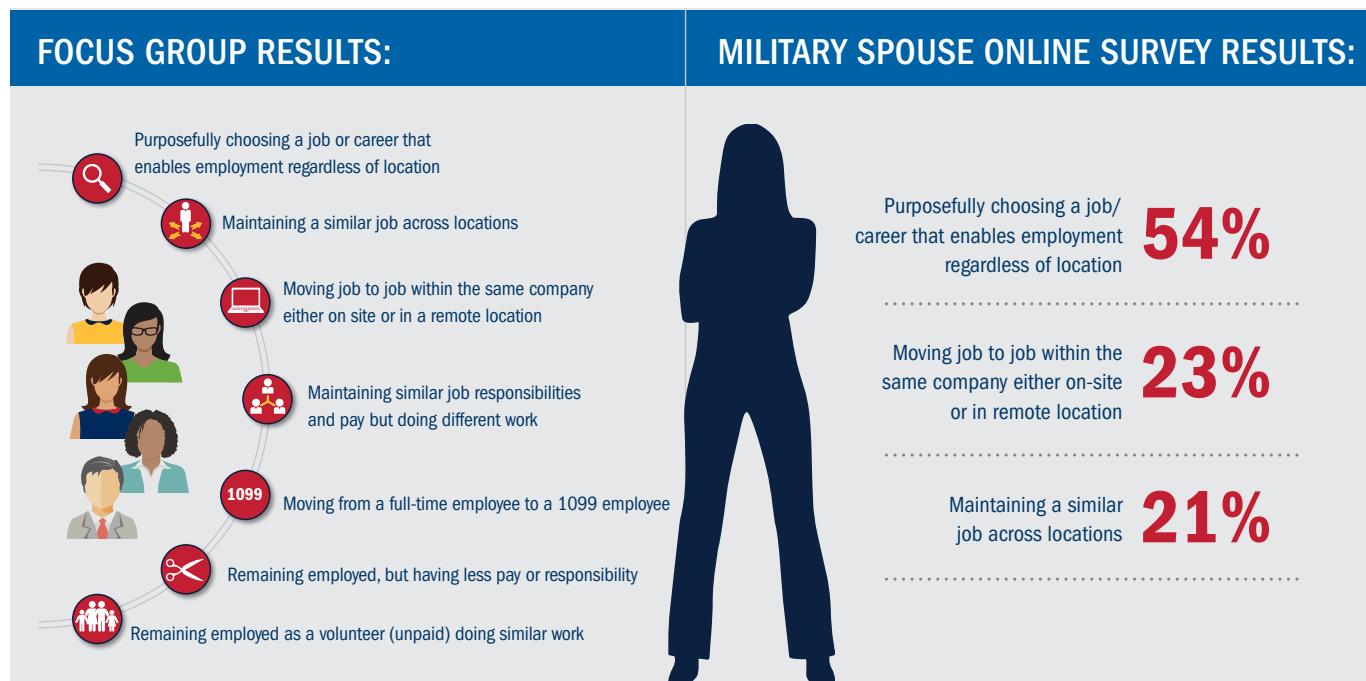 FOCUS GROUP RESULTS:
Purposefully choosing a job or career that
enables employment regardless of location
Maintaining a similar job across locations
Moving job to job within the same company
either on site or in a remote location
Maintaining similar job responsibilities
and pay but doing different work
1099
Moving from a full-time employee to a 1099 employee
Remaining employed, but having less pay or responsibility
Remaining employed as a volunteer (unpaid) doing similar work
MILITARY SPOUSE ONLINE SURVEY RESULTS:
Purposefully choosing a job/
career that enables employment
regardless of location
54%
Moving job to job within the
same company either on-site
or in remote location
23%
Maintaining a similar
job across locations
21%